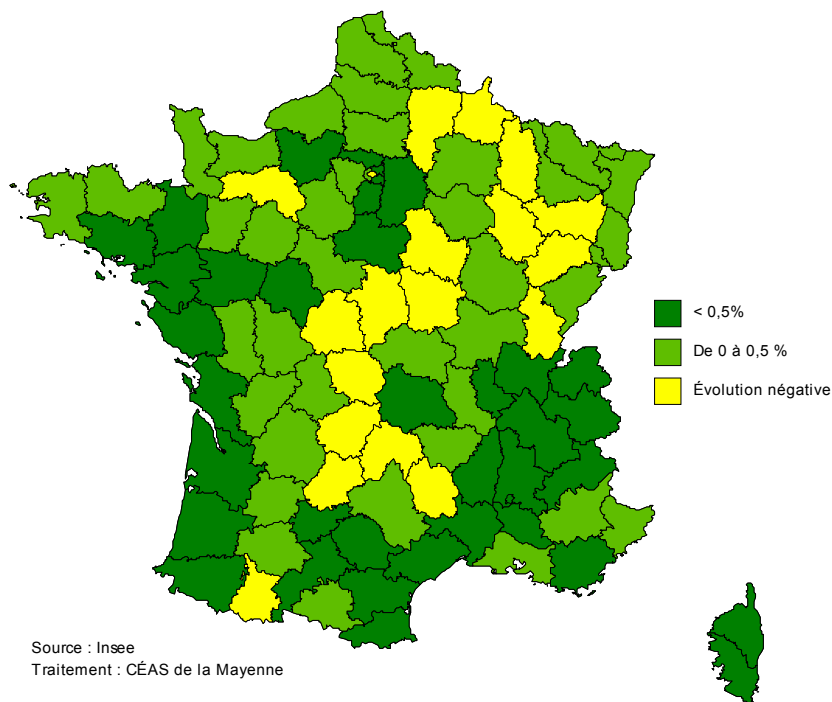 < 0,5%
De 0 à 0,5 %
Évolution négative
Source : Insee
Traitement : CÉAS de la Mayenne